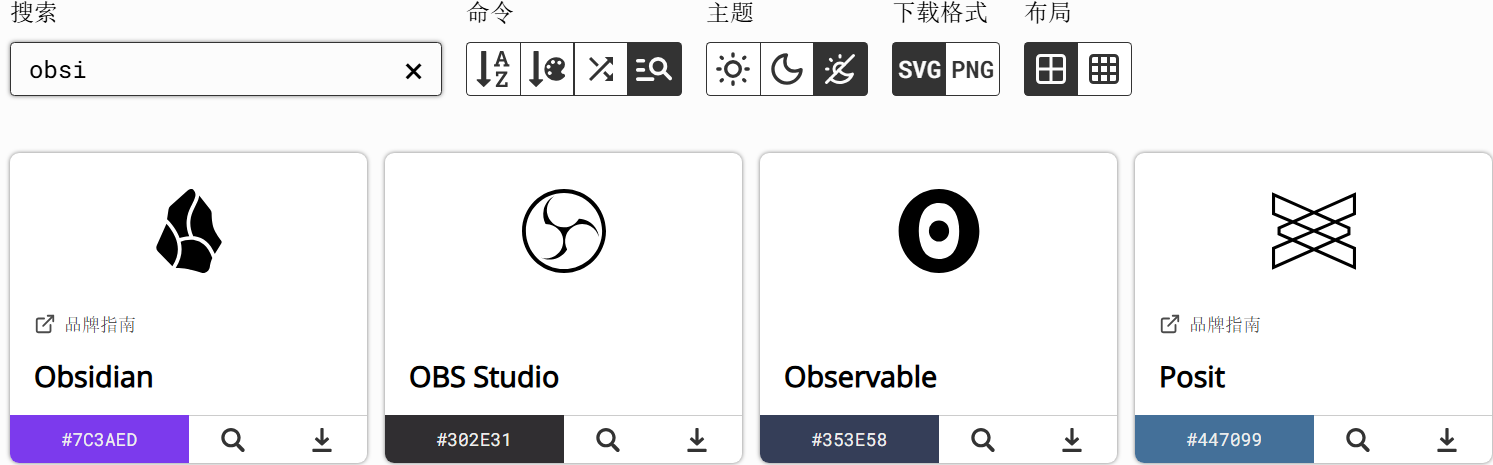 搜索 命令 主题 下载格式 布局
obsi A Z SVG PNG
品牌指南 品牌指南
Obsidian OBS Studio Observable Posit
#7C3AED #302E31 #353E58 #447099